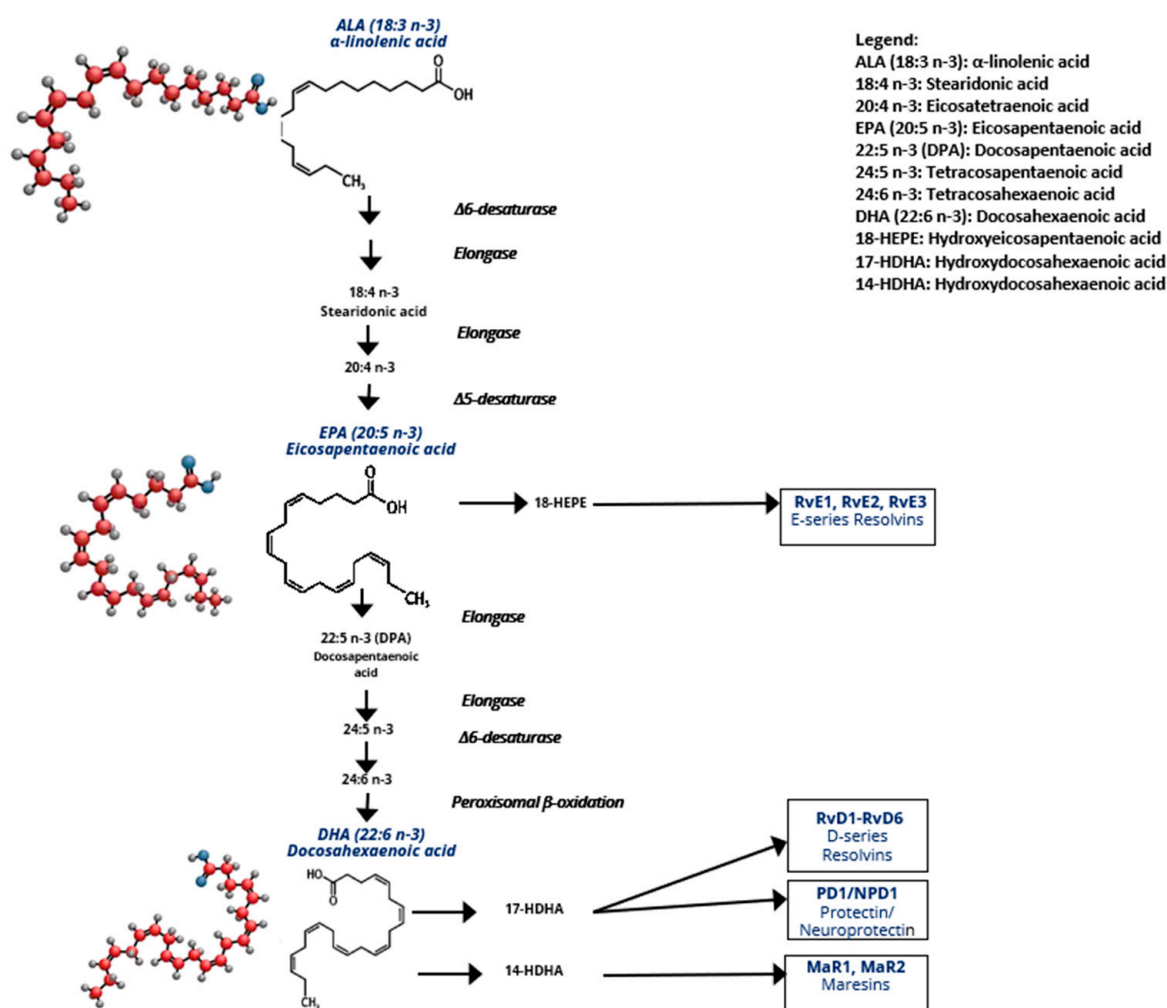 ALA (18:3 n-3)
α-linolenic acid
O
OH
CH3
Δ6-desaturase
Elongase
18:4 n-3
Stearidonic acid
Elongase
20:4 n-3
Δ5-desaturase
EPA (20:5 n-3)
Eicosapentaenoic acid
O
OH
CH3
18-HEPE
RvE1, RvE2, RvE3
E-series Resolvins
Elongase
22:5 n-3 (DPA)
Docosapentaenoic
acid
Elongase
24:5 n-3
Δ6-desaturase
24:6 n-3
Peroxisomal β-oxidation
DHA (22:6 n-3)
Docosahexaenoic acid
HO
O
CH3
17-HDHA
RvD1-RvD6
D-series
Resolvins
PD1/NPD1
Protectin/
Neuroprotectin
14-HDHA
MaR1, MaR2
Maresins
Legend:
ALA (18:3 n-3): α-linolenic acid
18:4 n-3: Stearidonic acid
20:4 n-3: Eicosatetraenoic acid
EPA (20:5 n-3): Eicosapentaenoic acid
22:5 n-3 (DPA): Docosapentaenoic acid
24:5 n-3: Tetracosapentaenoic acid
24:6 n-3: Tetracosahexaenoic acid
DHA (22:6 n-3): Docosahexaenoic acid
18-HEPE: Hydroxyeicosapentaenoic acid
17-HDHA: Hydroxydocosahexaenoic acid
14-HDHA: Hydroxydocosahexaenoic acid